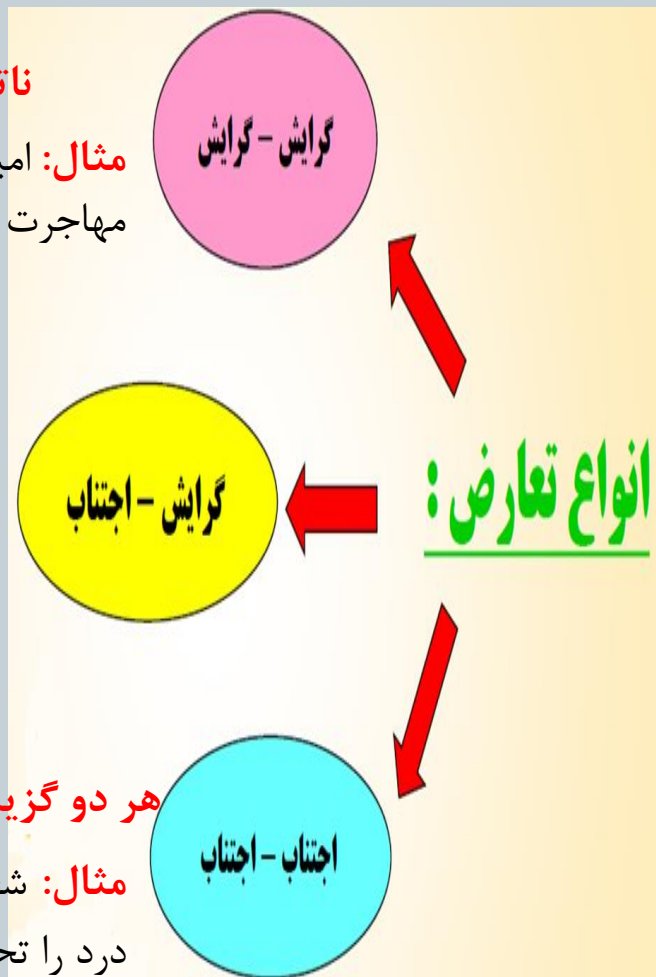 گرایش – گرایش
مثال:
مهاجرت
انواع تعارض :
گرایش – اجتناب
هر دو
اجتناب – اجتناب
مثال:
درد را